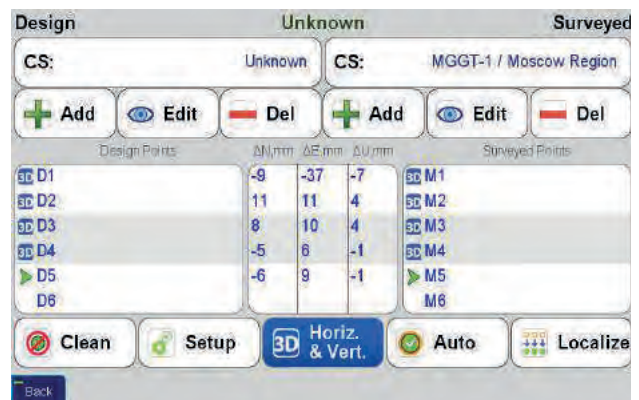 Design Unknown Surveyed
CS: Unknown CS: MGGT-1 / Moscow Region
Add Edit Del Add Edit Del
Design Points ΔN,mm ΔE,mm ΔU,mm Surveyed Points
3D D1 -9 -37 -7 3D M1
3D D2 11 11 4 3D M2
3D D3 8 10 4 3D M3
3D D4 -5 6 -1 3D M4
D5 -6 9 -1 M5
D6 M6
Clean Setup 3D Horiz. & Vert. Auto Localize
Back